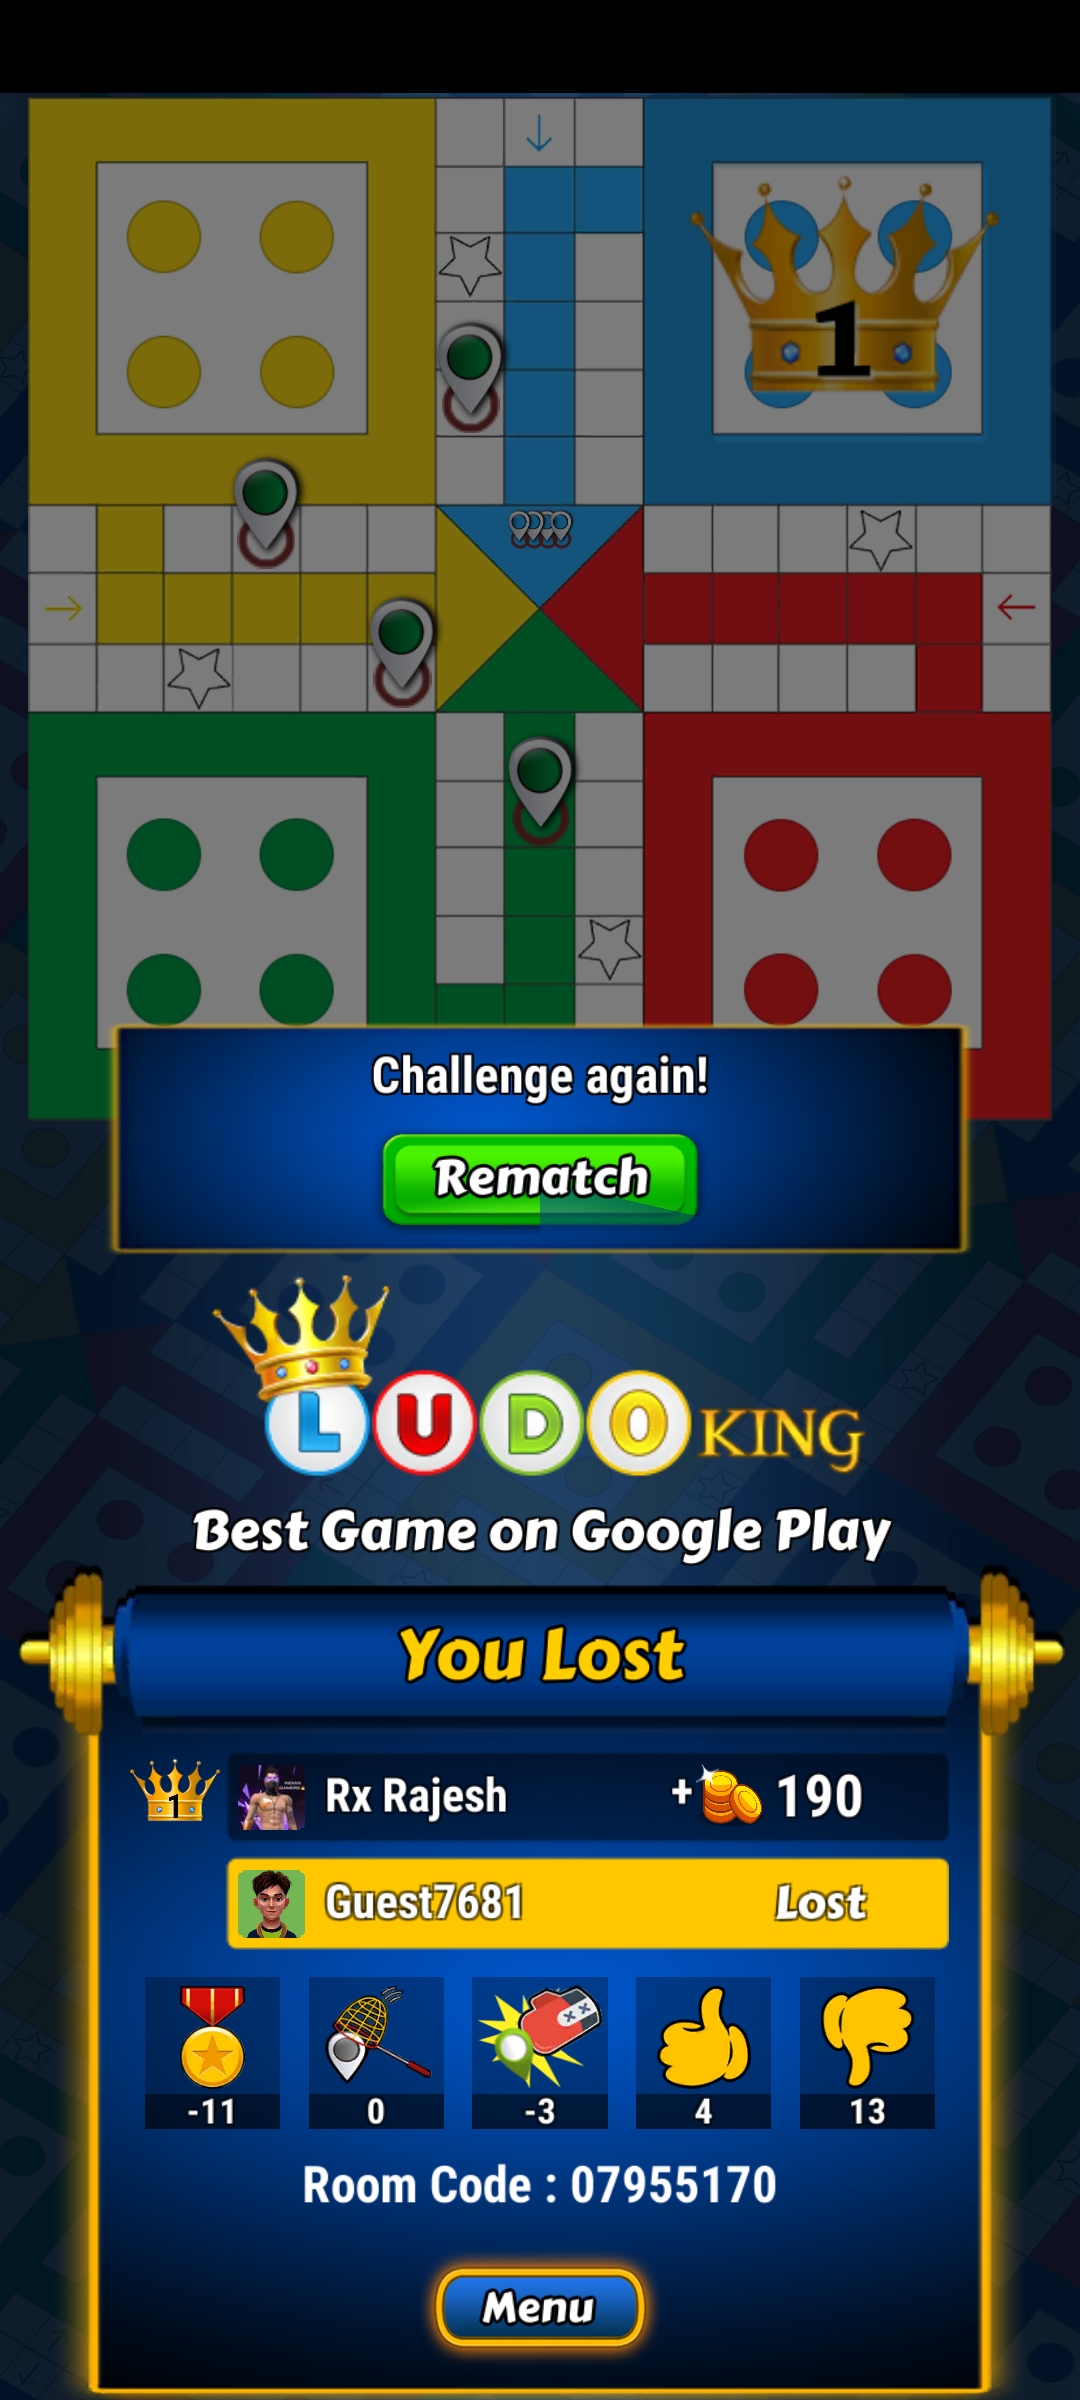 1
Challenge again!
Rematch
LUDO KING
Best Game on Google Play
You Lost
1 Rx Rajesh + 190
Guest7681 Lost
-11 0 -3 4 13
Room Code : 07955170
Menu